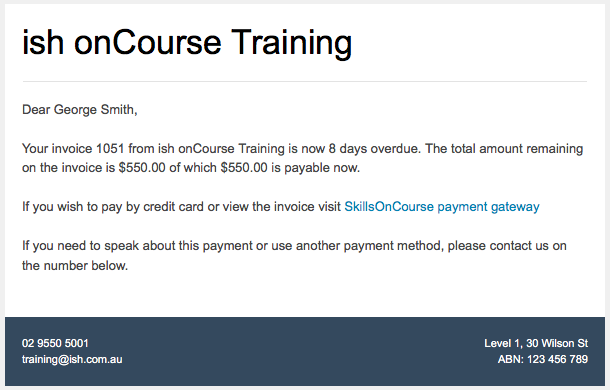 ish onCourse Training
Dear George Smith,
Your invoice 1051 from ish onCourse Training is now 8 days overdue. The total amount remaining
on the invoice is $550.00 of which $550.00 is payable now.
If you wish to pay by credit card or view the invoice visit SkillsOnCourse payment gateway
If you need to speak about this payment or use another payment method, please contact us on
the number below.
02 9550 5001
Level 1, 30 Wilson St
training@ish.com.au
ABN: 123 456 789